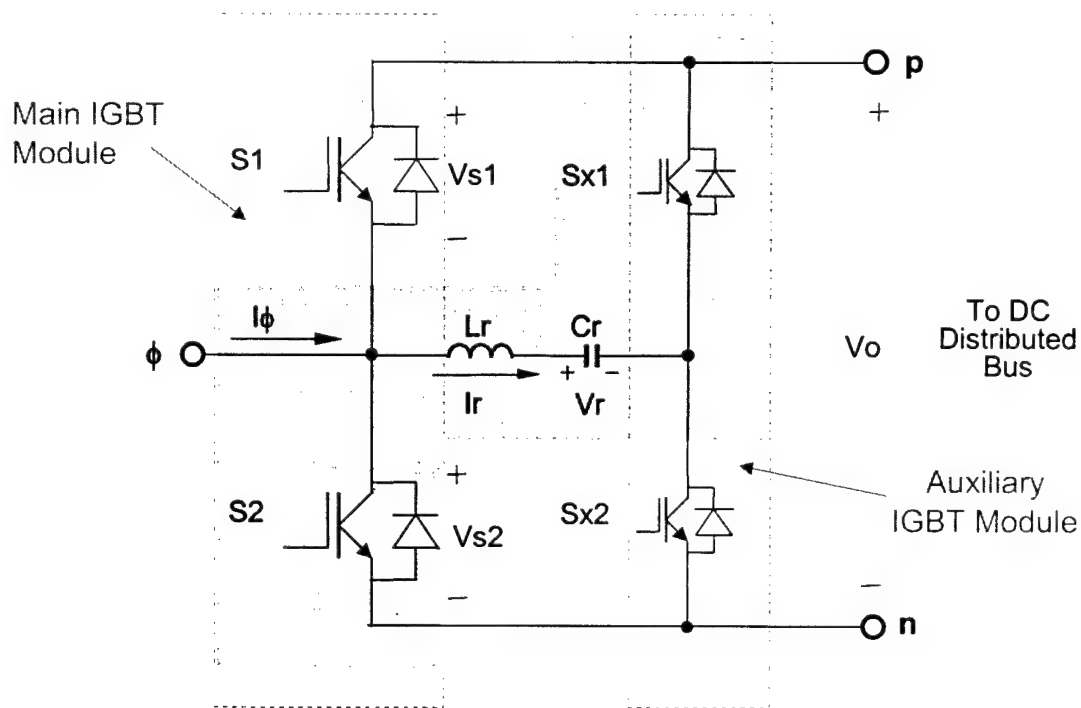 p
+
Main IGBT
Module
S1
+
Vs1
−
Sx1
Iϕ
ϕ
Lr
Ir
Cr
+ −
Vr
Vo
To DC
Distributed
Bus
S2
+
Vs2
−
Sx2
Auxiliary
IGBT Module
−
n